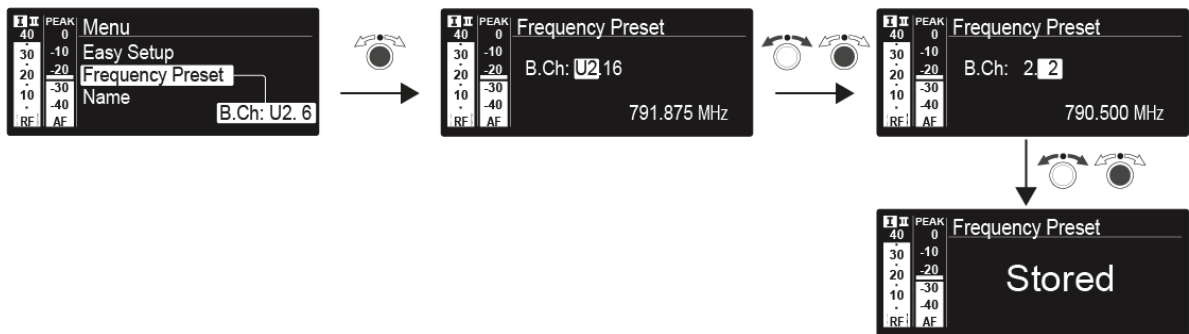 I II PEAK Menu
40 0
30 -10 Easy Setup
20 -20 Frequency Preset
10 -30 Name
-40 B.Ch: U2. 6
RF AF
I II PEAK Frequency Preset
40 0
30 -10
20 -20 B.Ch: U2.16
10 -30
-40 791.875 MHz
RF AF
I II PEAK Frequency Preset
40 0
30 -10
20 -20 B.Ch: 2. 2
10 -30
-40 790.500 MHz
RF AF
I II PEAK Frequency Preset
40 0
30 -10
20 -20 Stored
10 -30
-40
RF AF